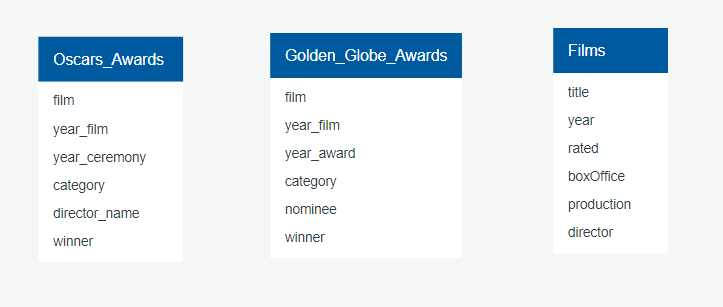 Oscars_Awards
film
year_film
year_ceremony
category
director_name
winner
Golden_Globe_Awards
film
year_film
year_award
category
nominee
winner
Films
title
year
rated
boxOffice
production
director